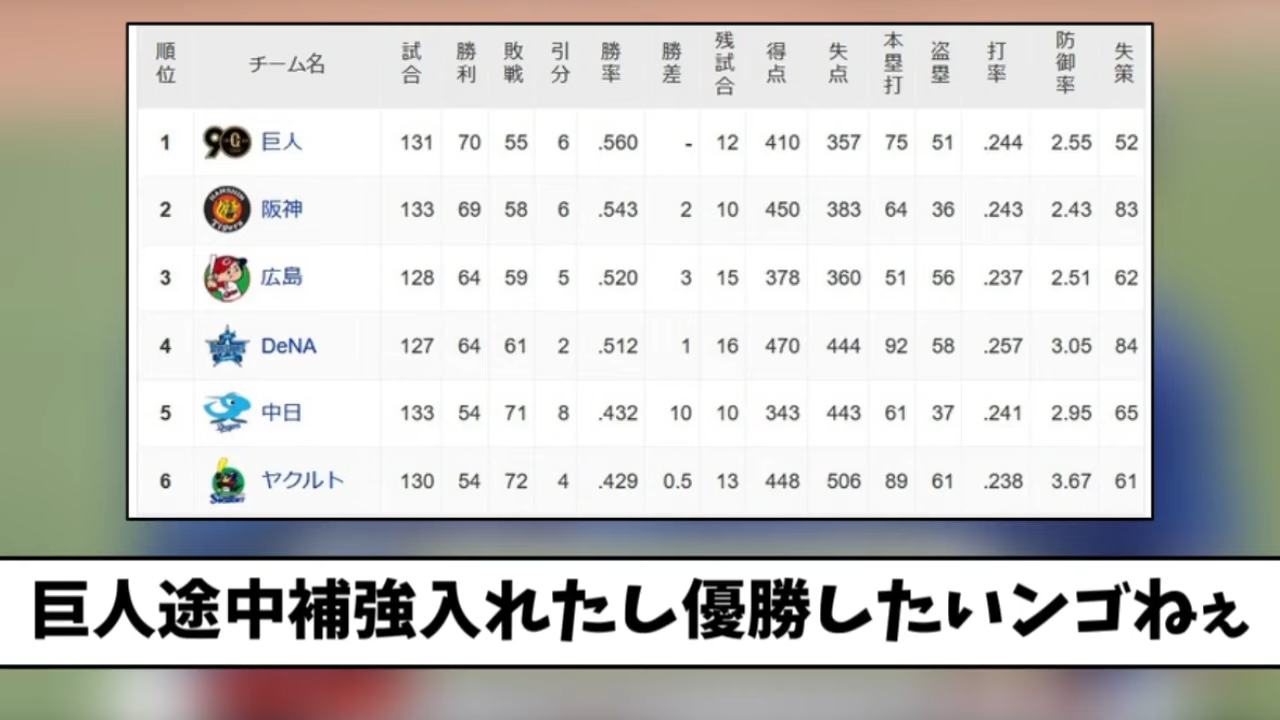 順位 チーム名 試合 勝利 敗戦 引分 勝率 勝差 残試合 得点 失点 本塁打 盗塁 打率 防御率 失策
1 90 G 巨人 131 70 55 6 .560 - 12 410 357 75 51 .244 2.55 52
2 HANSHIN Tigers 阪神 133 69 58 6 .543 2 10 450 383 64 36 .243 2.43 83
3 広島 128 64 59 5 .520 3 15 378 360 51 56 .237 2.51 62
4 DeNA 127 64 61 2 .512 1 16 470 444 92 58 .257 3.05 84
5 中日 133 54 71 8 .432 10 10 343 443 61 37 .241 2.95 65
6 ヤクルト 130 54 72 4 .429 0.5 13 448 506 89 61 .238 3.67 61
巨人途中補強入れたし優勝したいンゴねぇ